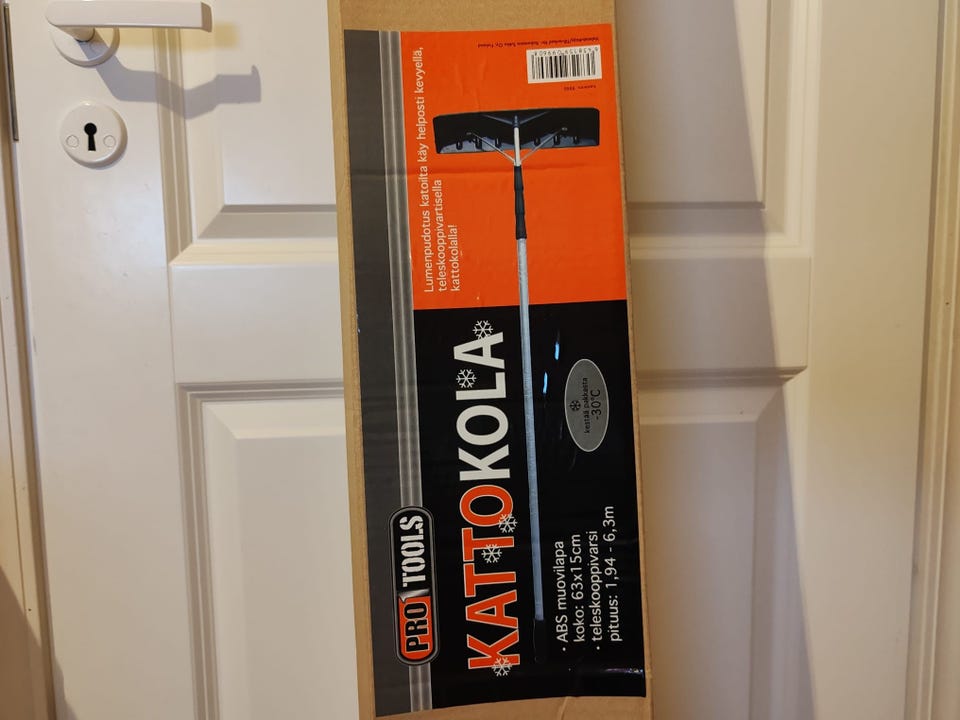 PRO TOOLS
KATTOKOLA
Lumenpudotus katoilta käy helposti kevyellä,
teleskooppivartisella
kattokolalla!
kestää pakkasta
-30°C
• ABS muovilapa
koko: 63x15cm
• teleskooppivarsi
pituus: 1,94 - 6,3m